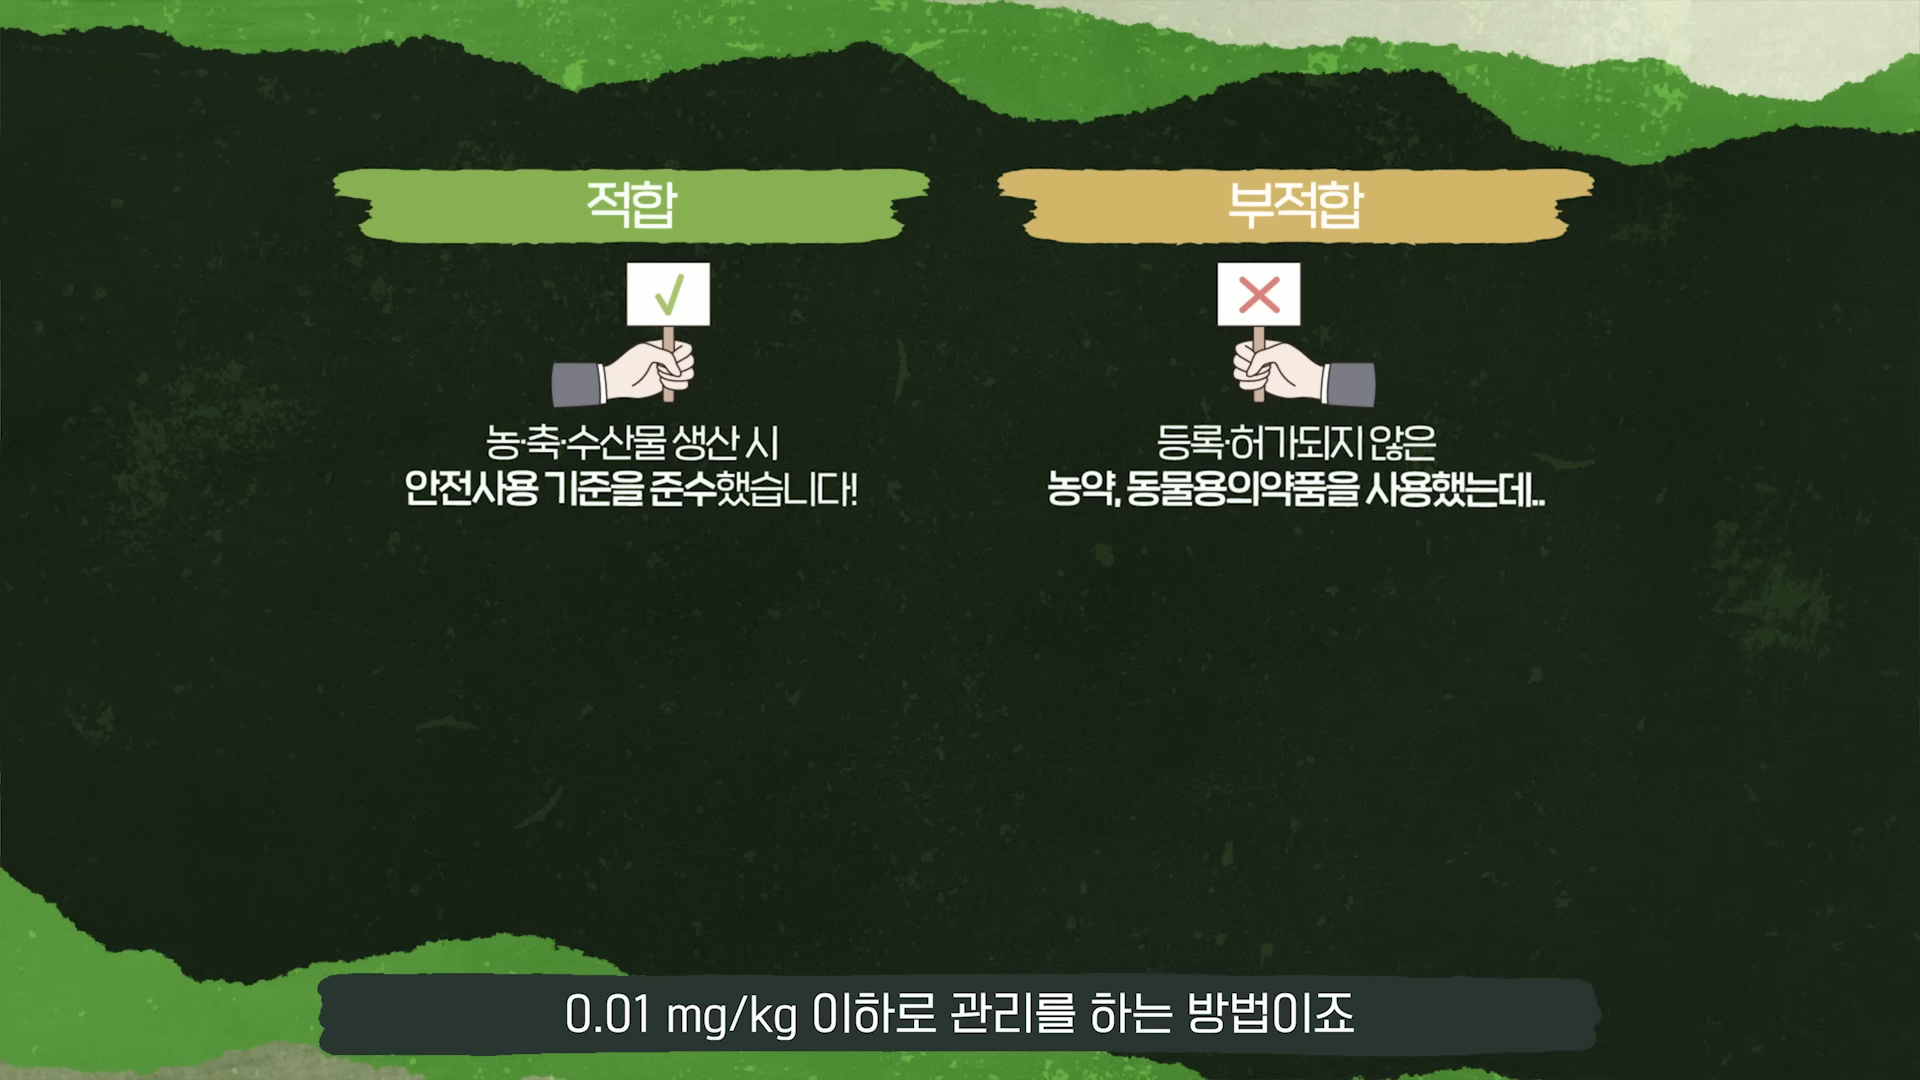 적합
부적합
농·축·수산물 생산 시
안전사용 기준을 준수했습니다!
등록·허가되지 않은
농약, 동물용의약품을 사용했는데..
0.01 mg/kg 이하로 관리를 하는 방법이죠